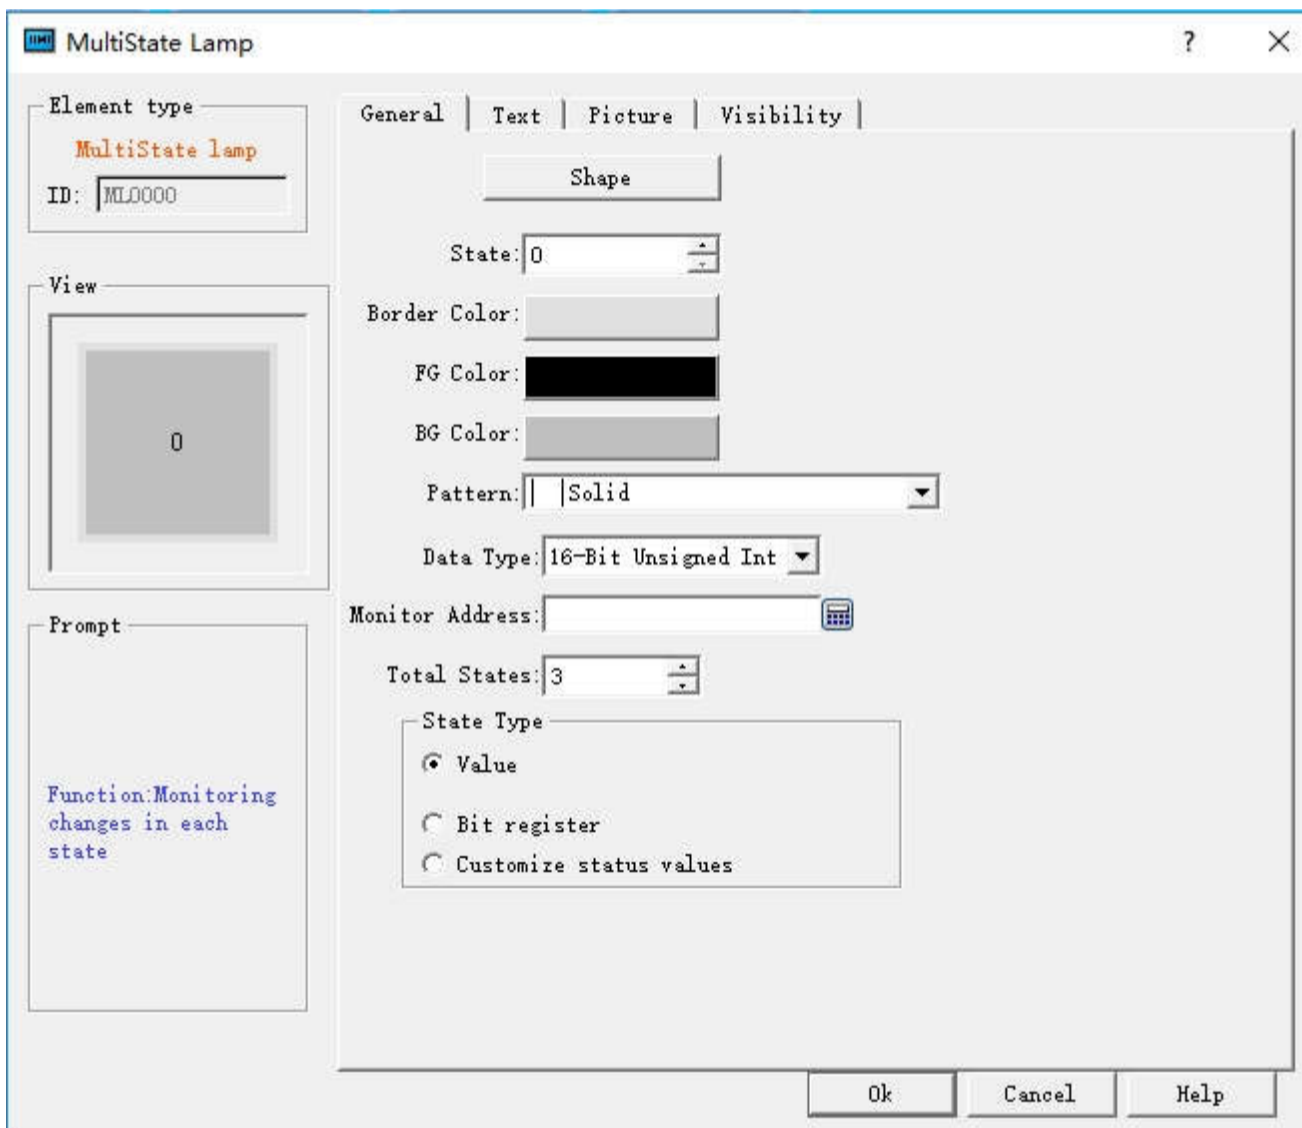 MultiState Lamp
?
Element type
MultiState lamp
ID: ML0000
View
0
Prompt
Function:Monitoring
changes in each
state
General Text Picture Visibility
Shape
State: 0
Border Color:
FG Color:
BG Color:
Pattern: Solid
Data Type: 16-Bit Unsigned Int
Monitor Address:
Total States: 3
State Type
Value
Bit register
Customize status values
Ok Cancel Help